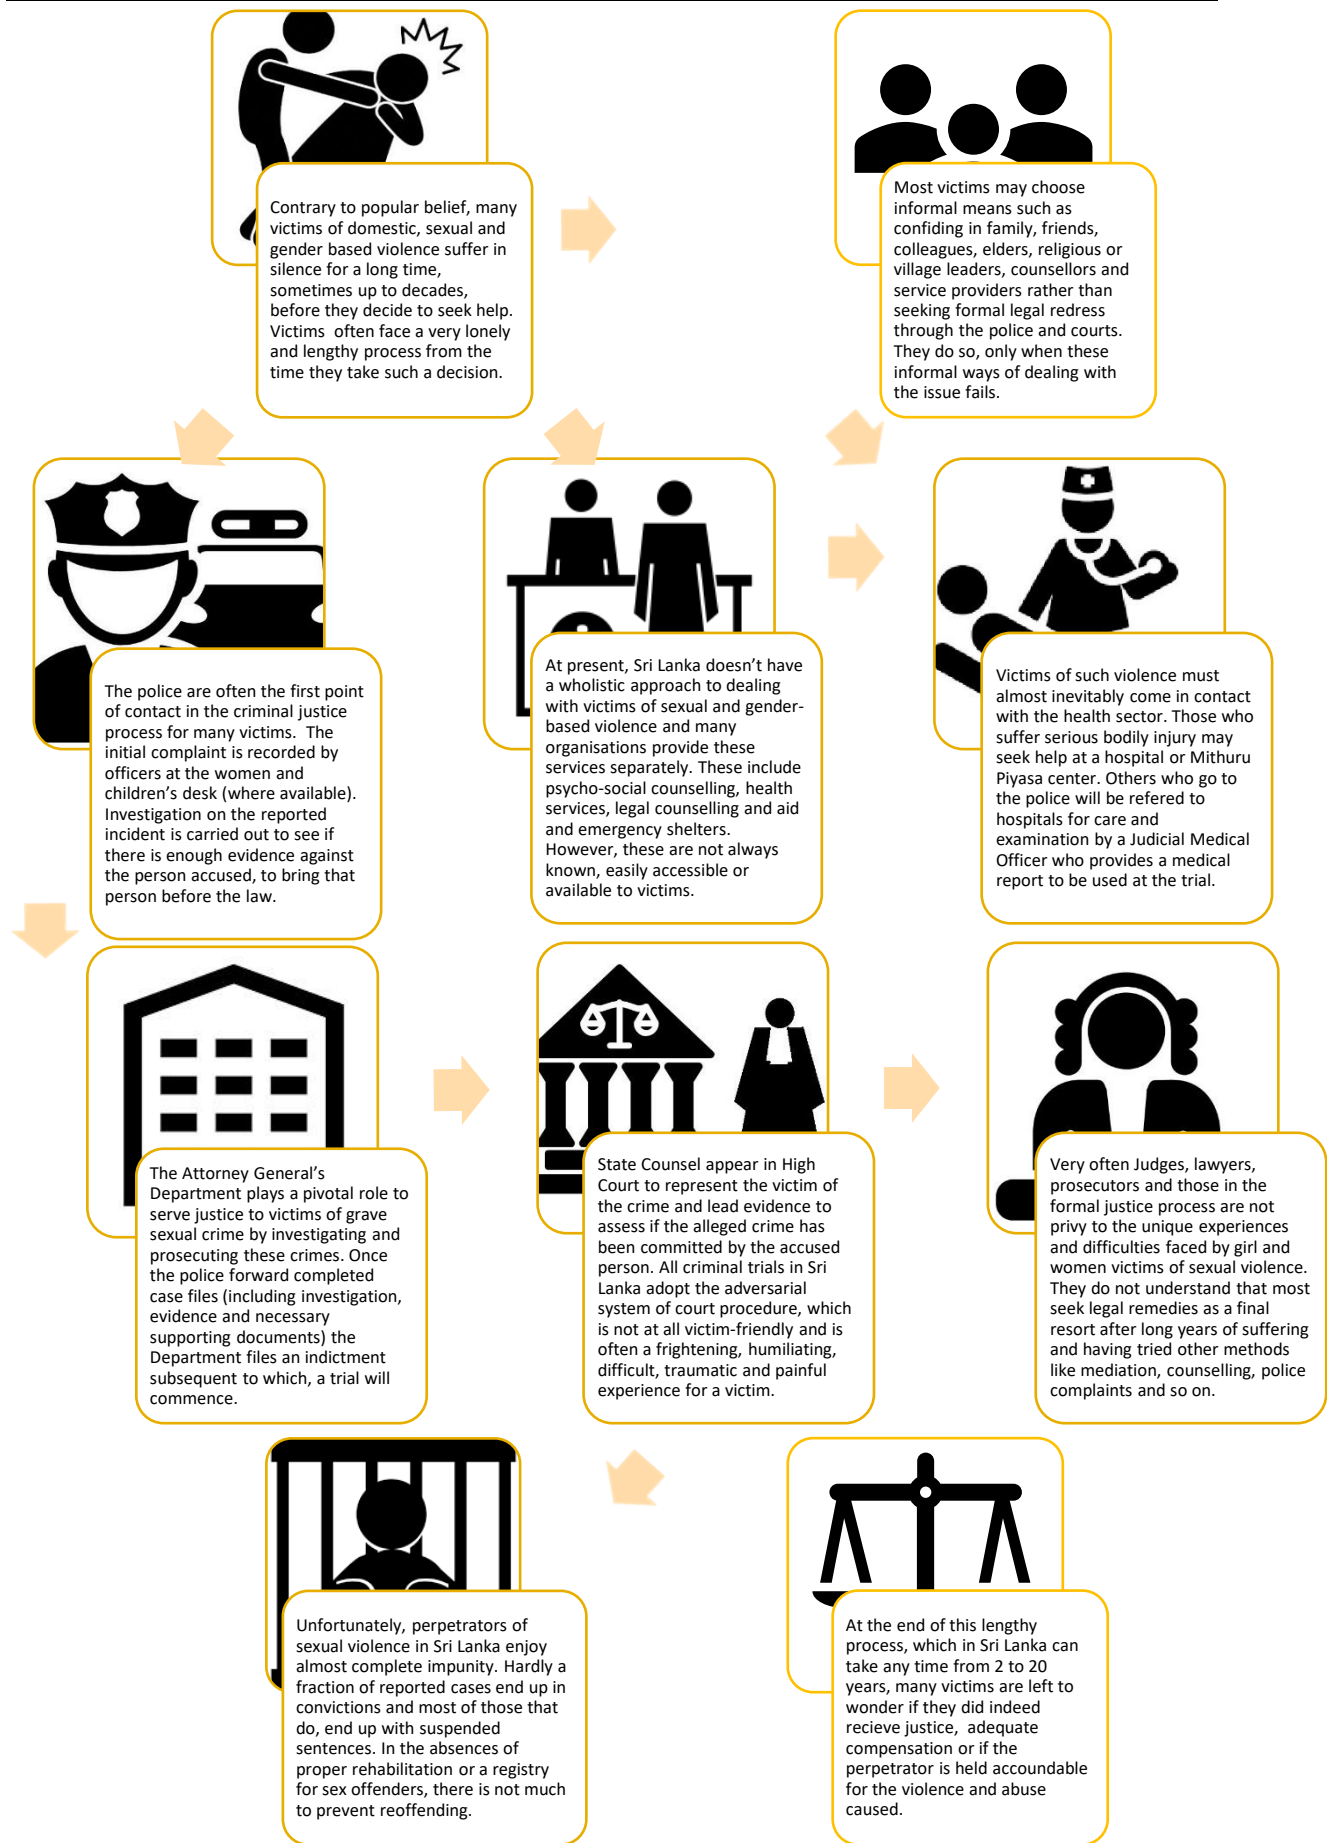 Contrary to popular belief, many
victims of domestic, sexual and
gender based violence suffer in
silence for a long time,
sometimes up to decades,
before they decide to seek help.
Victims  often face a very lonely
and lengthy process from the
time they take such a decision.
Most victims may choose
informal means such as
confiding in family, friends,
colleagues, elders, religious or
village leaders, counsellors and
service providers rather than
seeking formal legal redress
through the police and courts.
They do so, only when these
informal ways of dealing with
the issue fails.
The police are often the first point
of contact in the criminal justice
process for many victims.  The
initial complaint is recorded by
officers at the women and
children's desk (where available).
Investigation on the reported
incident is carried out to see if
there is enough evidence against
the person accused, to bring that
person before the law.
At present, Sri Lanka doesn't have
a wholistic approach to dealing
with victims of sexual and gender-
based violence and many
organisations provide these
services separately. These include
psycho-social counselling, health
services, legal counselling and aid
and emergency shelters.
However, these are not always
known, easily accessible or
available to victims.
Victims of such violence must
almost inevitably come in contact
with the health sector. Those who
suffer serious bodily injury may
seek help at a hospital or Mithuru
Piyasa center. Others who go to
the police will be refered to
hospitals for care and
examination by a Judicial Medical
Officer who provides a medical
report to be used at the trial.
The Attorney General's
Department plays a pivotal role to
serve justice to victims of grave
sexual crime by investigating and
prosecuting these crimes. Once
the police forward completed
case files (including investigation,
evidence and necessary
supporting documents) the
Department files an indictment
subsequent to which, a trial will
commence.
State Counsel appear in High
Court to represent the victim of
the crime and lead evidence to
assess if the alleged crime has
been committed by the accused
person. All criminal trials in Sri
Lanka adopt the adversarial
system of court procedure, which
is not at all victim-friendly and is
often a frightening, humiliating,
difficult, traumatic and painful
experience for a victim.
Very often Judges, lawyers,
prosecutors and those in the
formal justice process are not
privy to the unique experiences
and difficulties faced by girl and
women victims of sexual violence.
They do not understand that most
seek legal remedies as a final
resort after long years of suffering
and having tried other methods
like mediation, counselling, police
complaints and so on.
Unfortunately, perpetrators of
sexual violence in Sri Lanka enjoy
almost complete impunity. Hardly a
fraction of reported cases end up in
convictions and most of those that
do, end up with suspended
sentences. In the absences of
proper rehabilitation or a registry
for sex offenders, there is not much
to prevent reoffending.
At the end of this lengthy
process, which in Sri Lanka can
take any time from 2 to 20
years, many victims are left to
wonder if they did indeed
recieve justice,  adequate
compensation or if the
perpetrator is held accoundable
for the violence and abuse
caused.